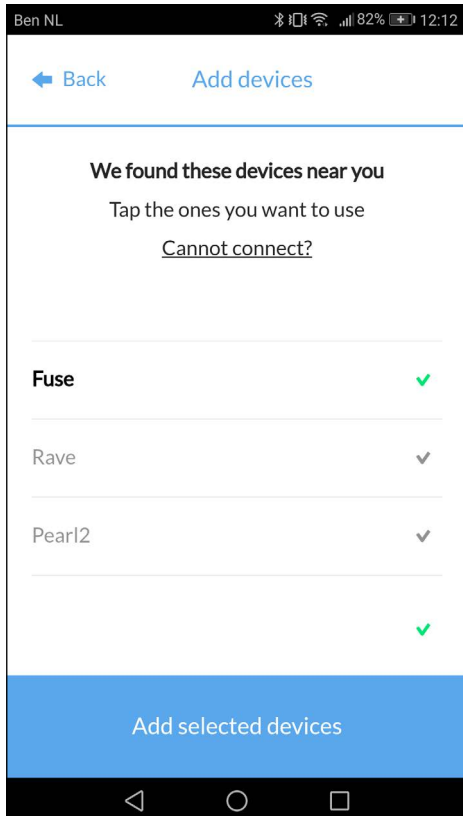 Ben NL 82% 12:12
Back Add devices
We found these devices near you
Tap the ones you want to use
Cannot connect?
Fuse
Rave
Pearl2
Add selected devices